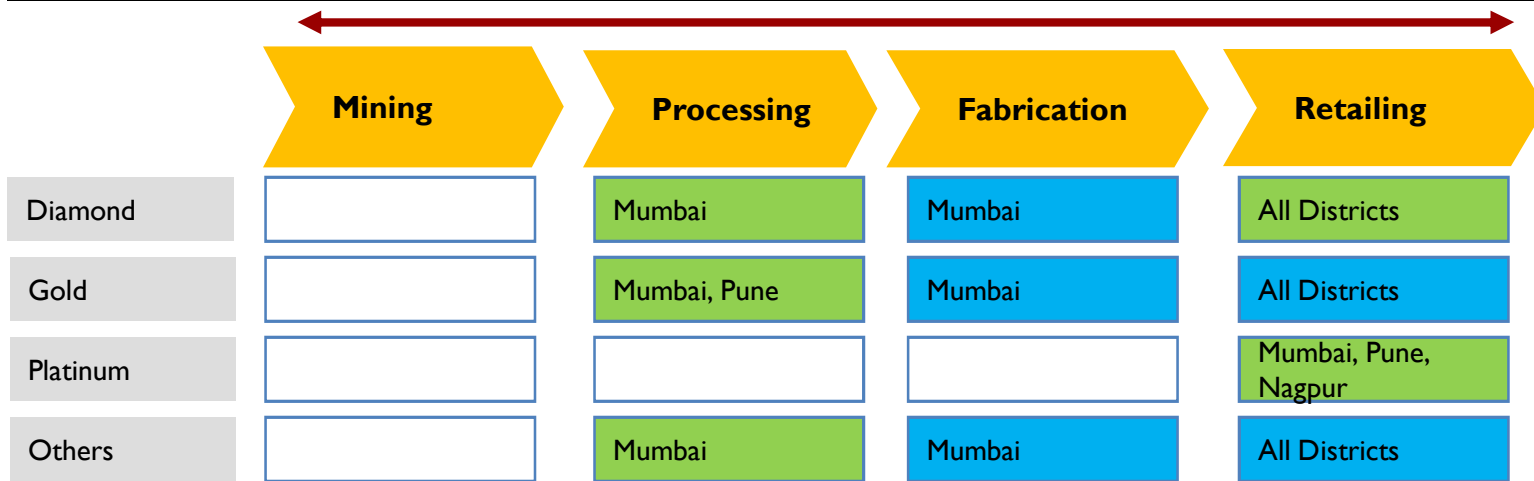 Mining Processing Fabrication Retailing
Diamond Mumbai Mumbai All Districts
Gold Mumbai, Pune Mumbai All Districts
Platinum Mumbai, Pune,
Nagpur
Others Mumbai Mumbai All Districts